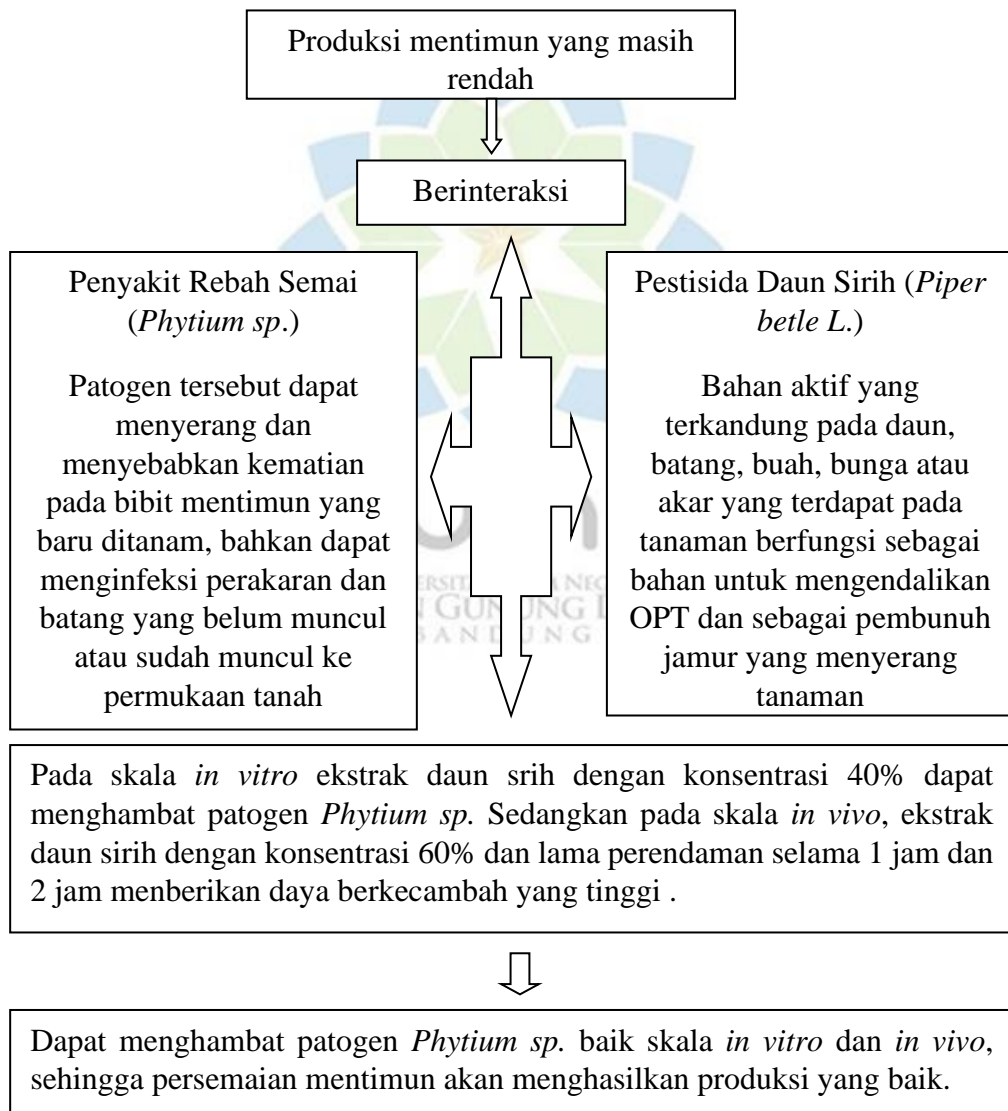 Produksi mentimun yang masih
rendah
Berinteraksi
Penyakit Rebah Semai
(Phytium sp.)
Patogen tersebut dapat
menyerang dan
menyebabkan kematian
pada bibit mentimun yang
baru ditanam, bahkan dapat
menginfeksi perakaran dan
batang yang belum muncul
atau sudah muncul ke
permukaan tanah
Pestisida Daun Sirih (Piper
betle L.)
Bahan aktif yang
terkandung pada daun,
batang, buah, bunga atau
akar yang terdapat pada
tanaman berfungsi sebagai
bahan untuk mengendalikan
OPT dan sebagai pembunuh
jamur yang menyerang
tanaman
Pada skala in vitro ekstrak daun srih dengan konsentrasi 40% dapat
menghambat patogen Phytium sp. Sedangkan pada skala in vivo, ekstrak
daun sirih dengan konsentrasi 60% dan lama perendaman selama 1 jam dan
2 jam menberikan daya berkecambah yang tinggi .
Dapat menghambat patogen Phytium sp. baik skala in vitro dan in vivo,
sehingga persemaian mentimun akan menghasilkan produksi yang baik.